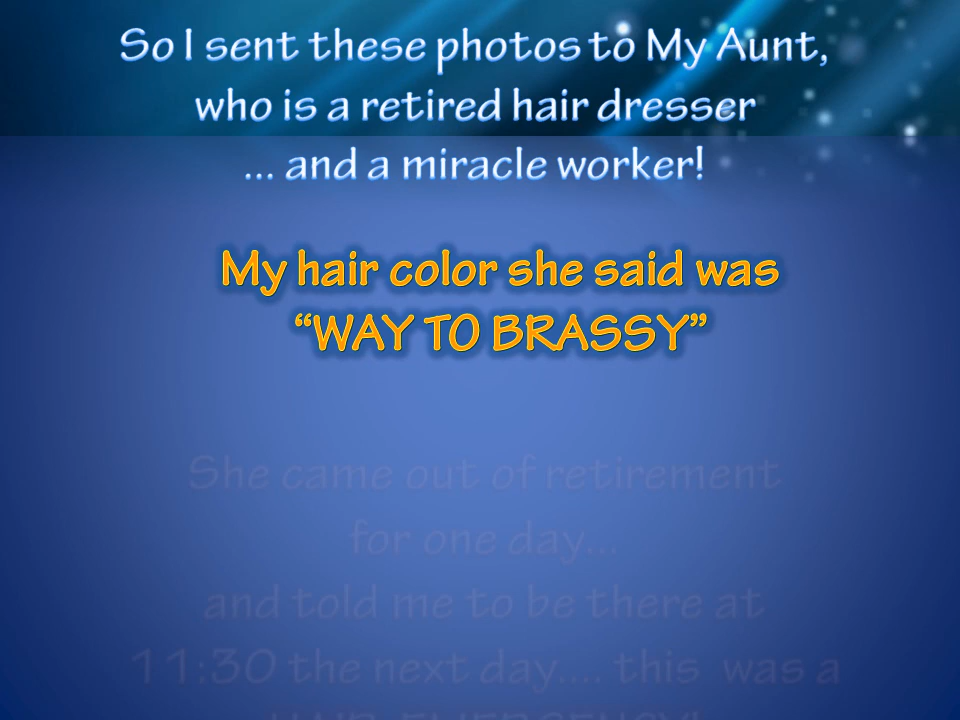 So I sent these photos to My Aunt,
who is a retired hair dresser
... and a miracle worker!
My hair color she said was
“WAY TO BRASSY”
She came out of retirement
for one day...
and told me to be there at
11:30 the next day.... this was a
HAIR EMERGENCY!